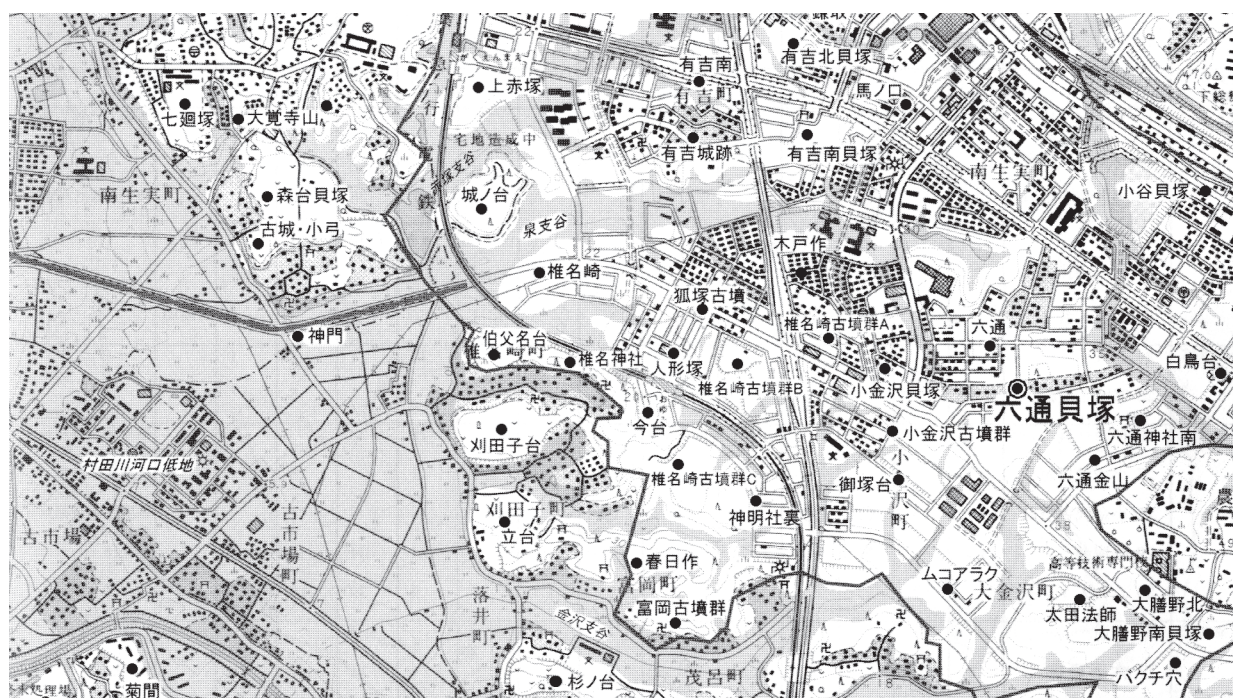 有吉北貝塚
有吉南
有吉町
馬ノ口
上赤塚
七廻塚
大覚寺山
宅地造成中
有吉城跡
有吉南貝塚
赤塚支谷
南生実町
南生実町
小谷貝塚
森台貝塚
城ノ台
泉支谷
古城・小弓
木戸作
椎名崎
狐塚古墳
神門
椎名崎古墳群A
六通
伯父名台
椎名神社
人形塚
椎名崎古墳群B
小金沢貝塚
白鳥台
六通貝塚
今台
刈田子台
小金沢古墳群
六通神社南
村田川河口低地
椎名崎古墳群C
御塚台
小
沢町
六通金山
神明社裏
刈田子町
立台
古市場
古市場町
春日作
富岡町
高等技術専門校
ムコアラク
大金沢町
大膳野北
太田法師
富岡古墳群
落井町
金沢支谷
大膳野南貝塚
菊間
杉ノ台
茂呂町
バクチ穴
末処理場